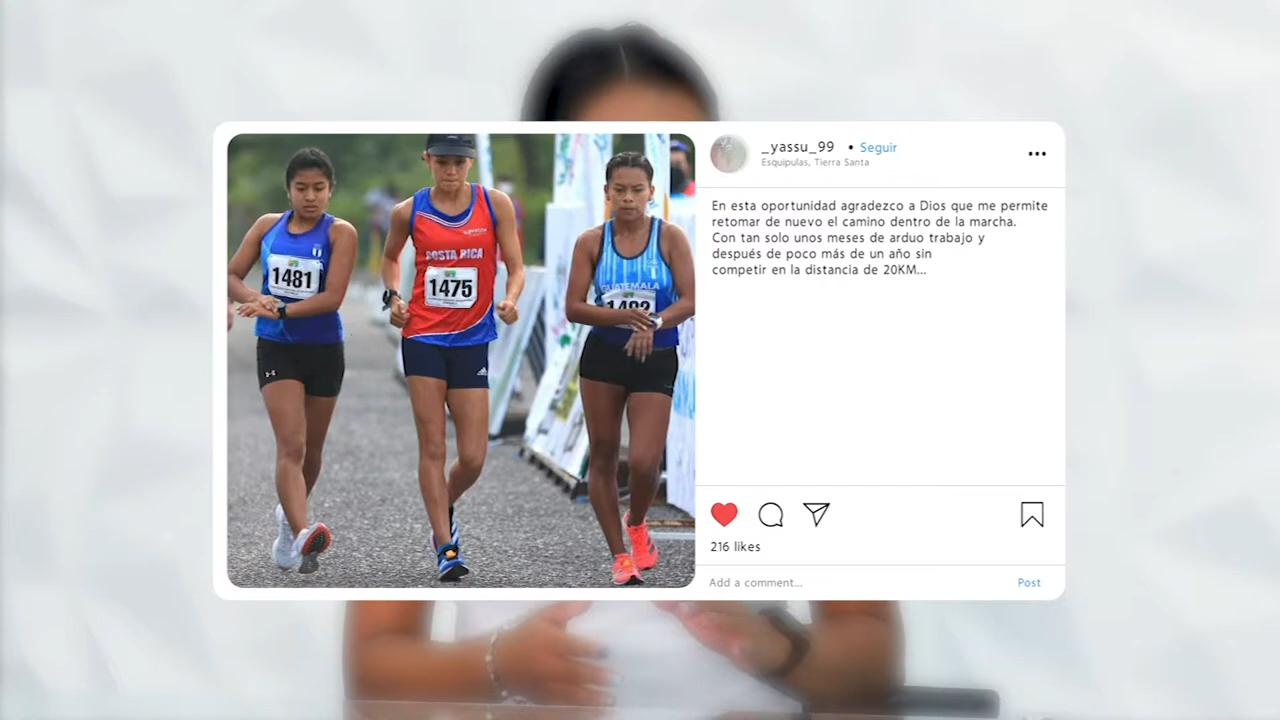 1481
COSTA RICA
1475
GUATEMALA
_yassu_99 • Seguir
Esquipulas, Tierra Santa
En esta oportunidad agradezco a Dios que me permite
retomar de nuevo el camino dentro de la marcha.
Con tan solo unos meses de arduo trabajo y
después de poco más de un año sin
competir en la distancia de 20KM...
216 likes
Add a comment...
Post